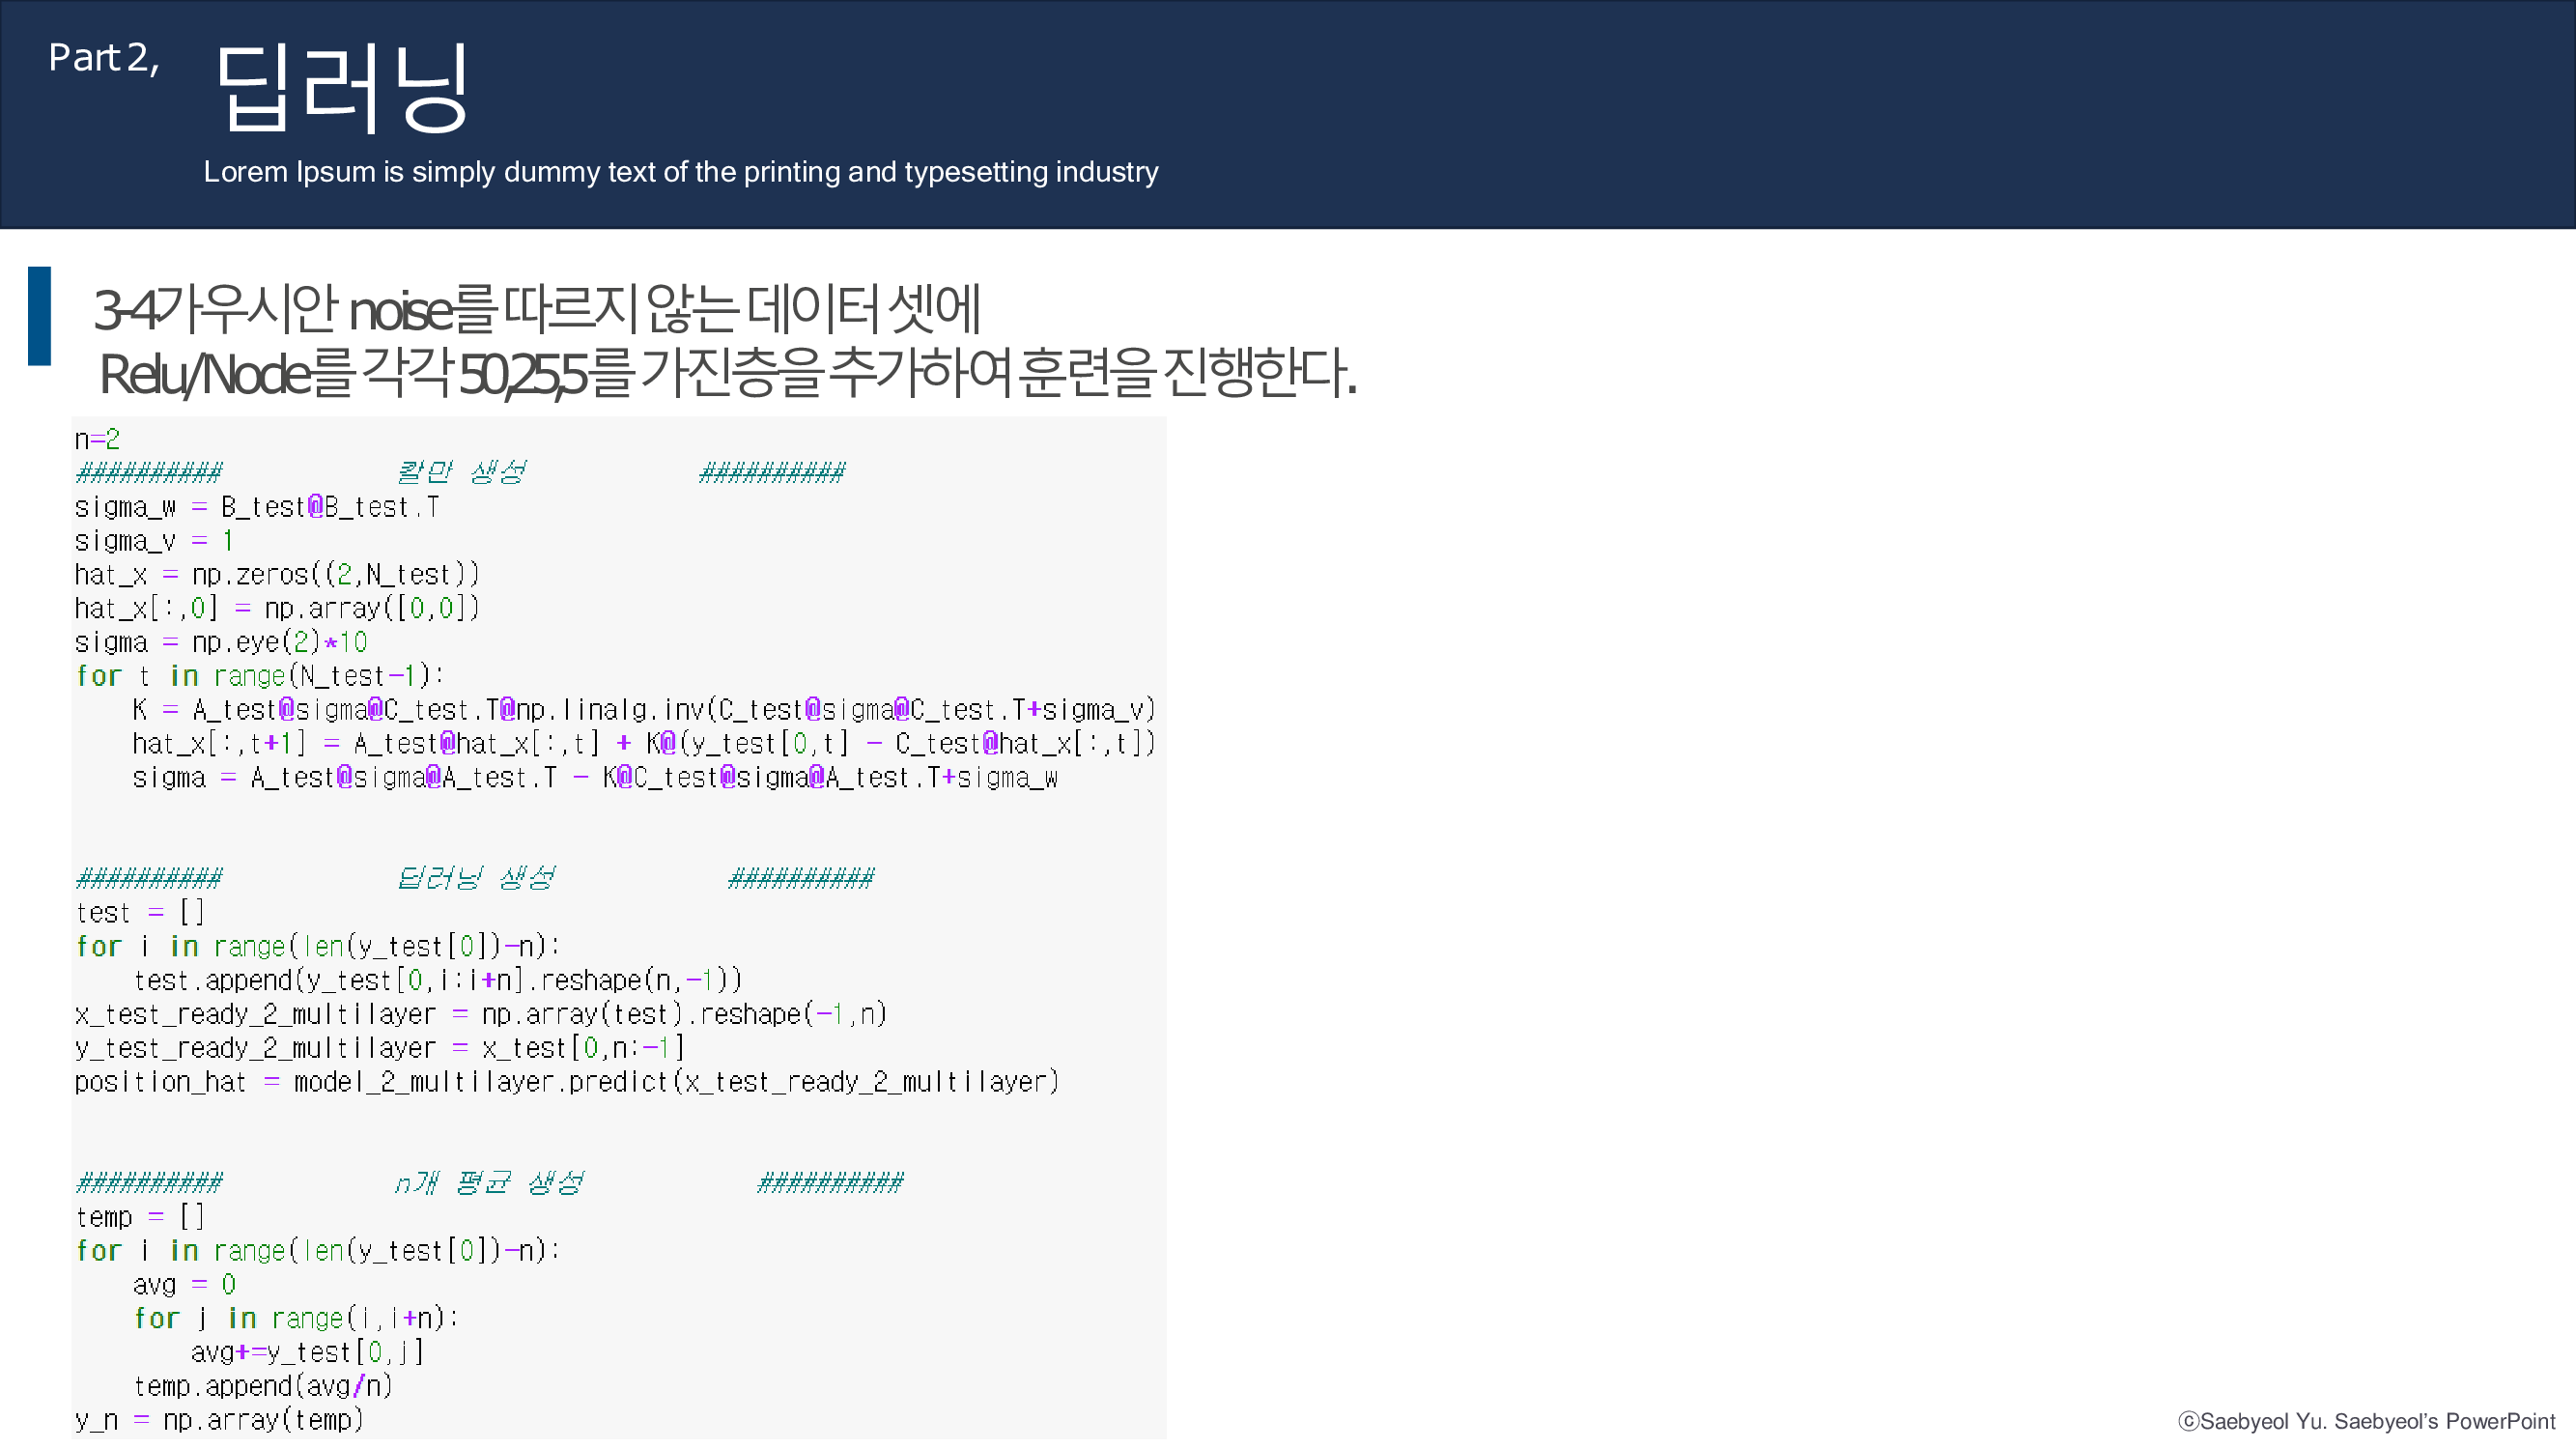 Part 2,
딥러닝
Lorem Ipsum is simply dummy text of the printing and typesetting industry
3-4가우시안 noise를 따르지 않는 데이터 셋에
Relu/Node를 각각 50,25,5를 가진층을 추가하여 훈련을 진행한다.
n=2
########## 칼만 생성 ##########
sigma_w = B_test@B_test.T
sigma_v = 1
hat_x = np.zeros((2,N_test))
hat_x[:,0] = np.array([0,0])
sigma = np.eye(2)*10
for t in range(N_test-1):
    K = A_test@sigma@C_test.T@np.linalg.inv(C_test@sigma@C_test.T+sigma_v)
    hat_x[:,t+1] = A_test@hat_x[:,t] + K@(y_test[0,t] - C_test@hat_x[:,t])
    sigma = A_test@sigma@A_test.T - K@C_test@sigma@A_test.T+sigma_w
########## 딥러닝 생성 ##########
test = []
for i in range(len(y_test[0])-n):
    test.append(y_test[0,i:i+n].reshape(n,-1))
x_test_ready_2_multilayer = np.array(test).reshape(-1,n)
y_test_ready_2_multilayer = x_test[0,n:-1]
position_hat = model_2_multilayer.predict(x_test_ready_2_multilayer)
########## n개 평균 생성 ##########
temp = []
for i in range(len(y_test[0])-n):
    avg = 0
    for j in range(i,i+n):
        avg+=y_test[0,j]
    temp.append(avg/n)
y_n = np.array(temp)
ⓒSaebyeol Yu. Saebyeol's PowerPoint